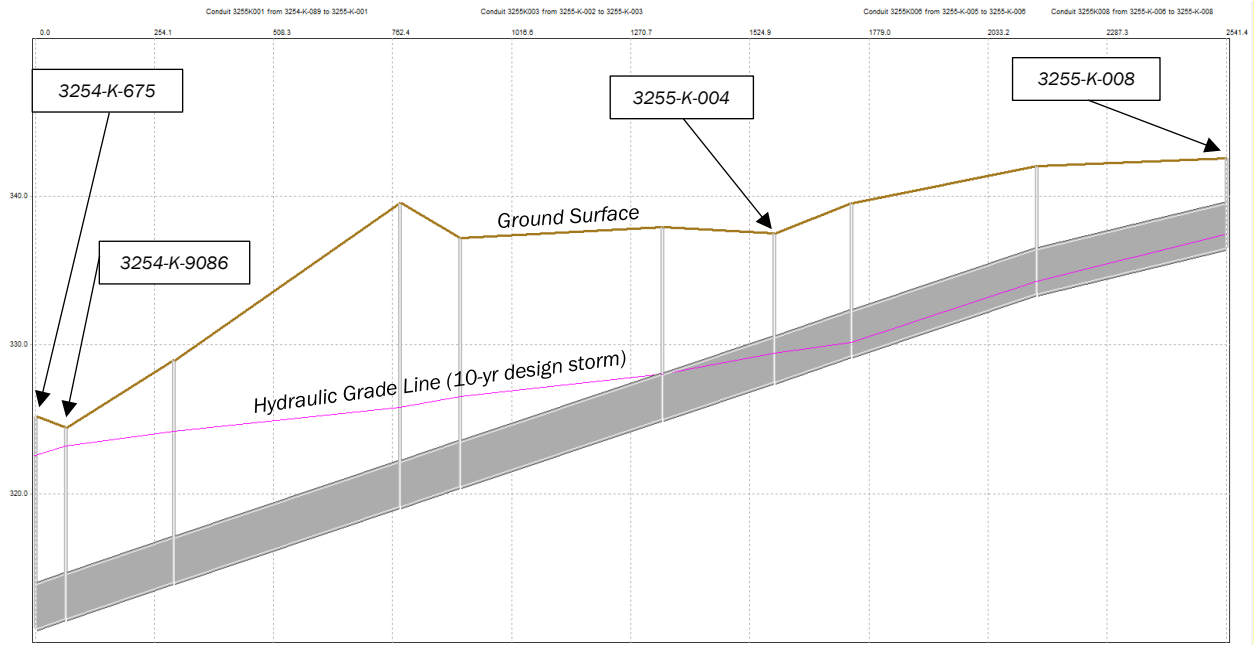 Conduit 3255K001 from 3254-K-089 to 3255-K-001
Conduit 3255K003 from 3255-K-002 to 3255-K-003
Conduit 3255K006 from 3255-K-005 to 3255-K-006
Conduit 3255K008 from 3255-K-006 to 3255-K-008
0.0 254.1 508.3 762.4 1016.6 1270.7 1524.9 1779.0 2033.2 2287.3 2541.4
3254-K-675
3255-K-004
3255-K-008
340.0
Ground Surface
3254-K-9086
330.0
Hydraulic Grade Line (10-yr design storm)
320.0